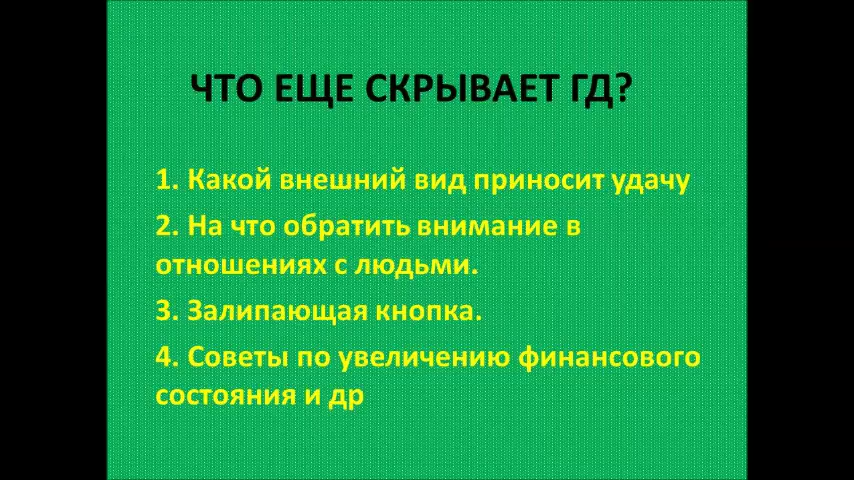 ЧТО ЕЩЕ СКРЫВАЕТ ГД?
1. Какой внешний вид приносит удачу
2. На что обратить внимание в
отношениях с людьми.
3. Залипающая кнопка.
4. Советы по увеличению финансового
состояния и др